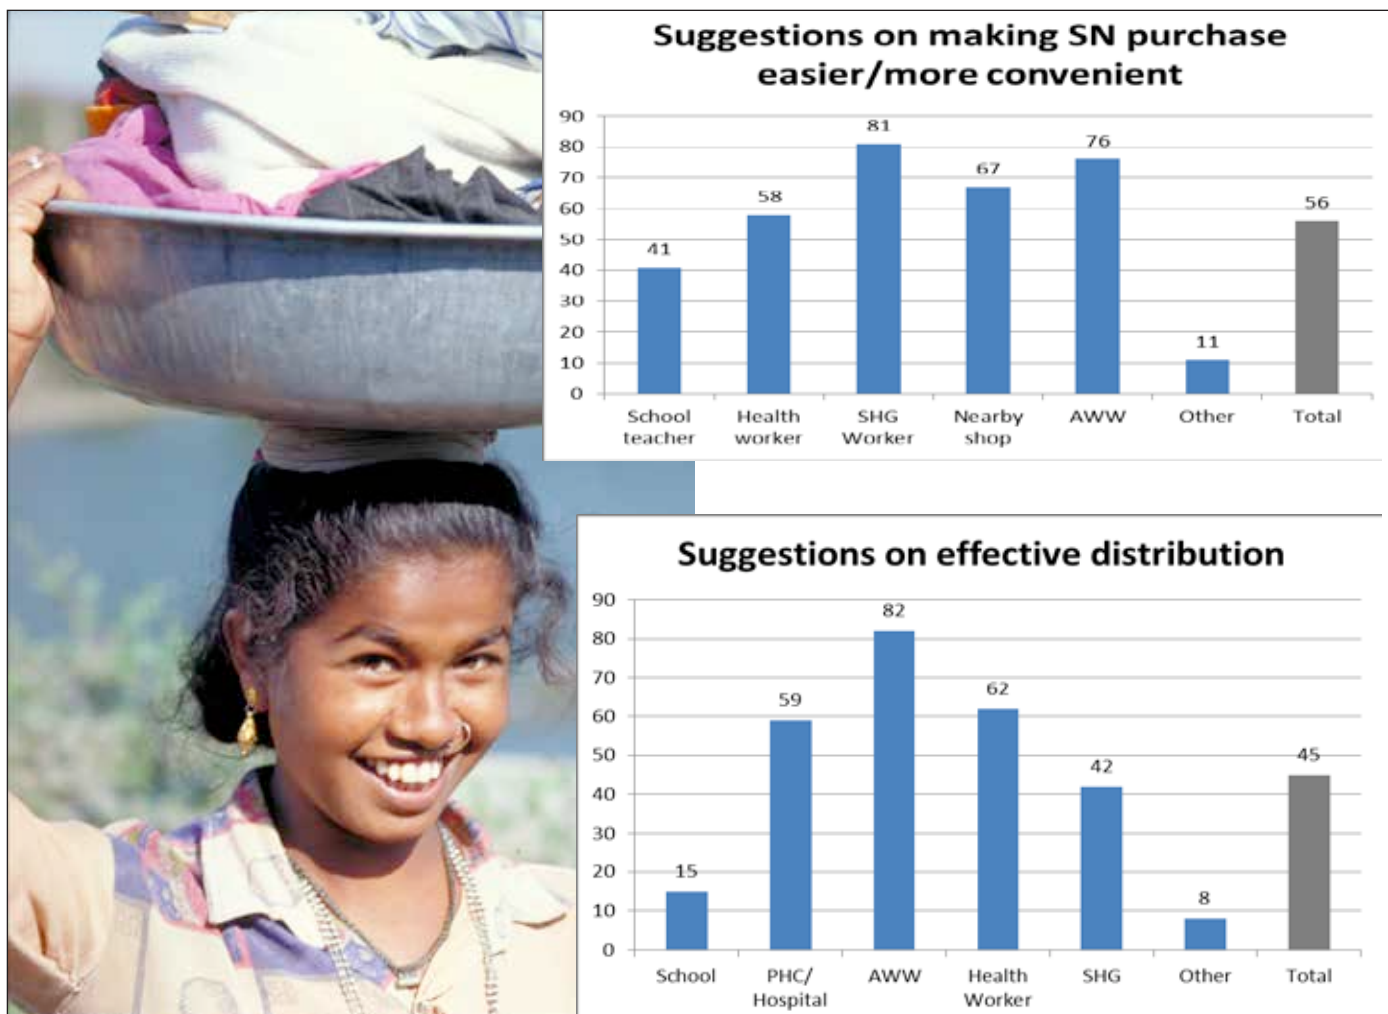 Suggestions on making SN purchase
easier/more convenient
90
80
70
60
50
40
30
20
10
0
41
58
81
67
76
11
56
School
teacher
Health
worker
SHG
Worker
Nearby
shop
AWW
Other
Total
Suggestions on effective distribution
90
80
70
60
50
40
30
20
10
0
15
59
82
62
42
8
45
School
PHC/
Hospital
AWW
Health
Worker
SHG
Other
Total